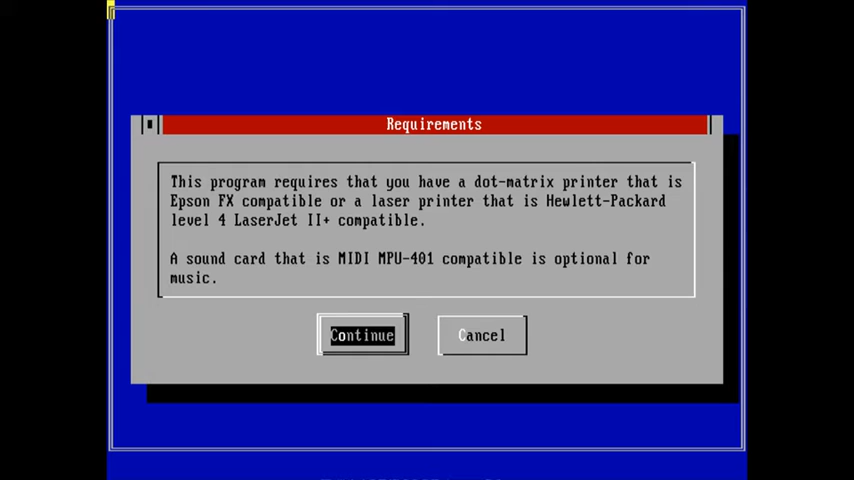 Requirements
This program requires that you have a dot-matrix printer that is
Epson FX compatible or a laser printer that is Hewlett-Packard
level 4 LaserJet II+ compatible.
A sound card that is MIDI MPU-401 compatible is optional for
music.
Continue
Cancel